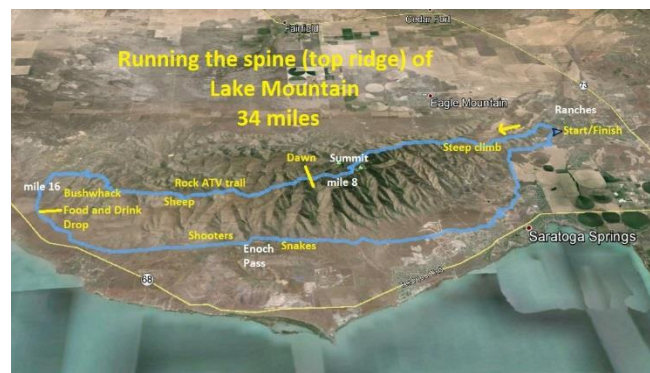 Fairfield
Cedar Fort
Running the spine (top ridge) of
Lake Mountain
34 miles
73
Eagle Mountain
Ranches
Start/Finish
Steep climb
Dawn
Summit
mile 8
Rock ATV trail
Sheep
mile 16
Bushwhack
Food and Drink
Drop
Shooters
Enoch
Pass
Snakes
Saratoga Springs
68